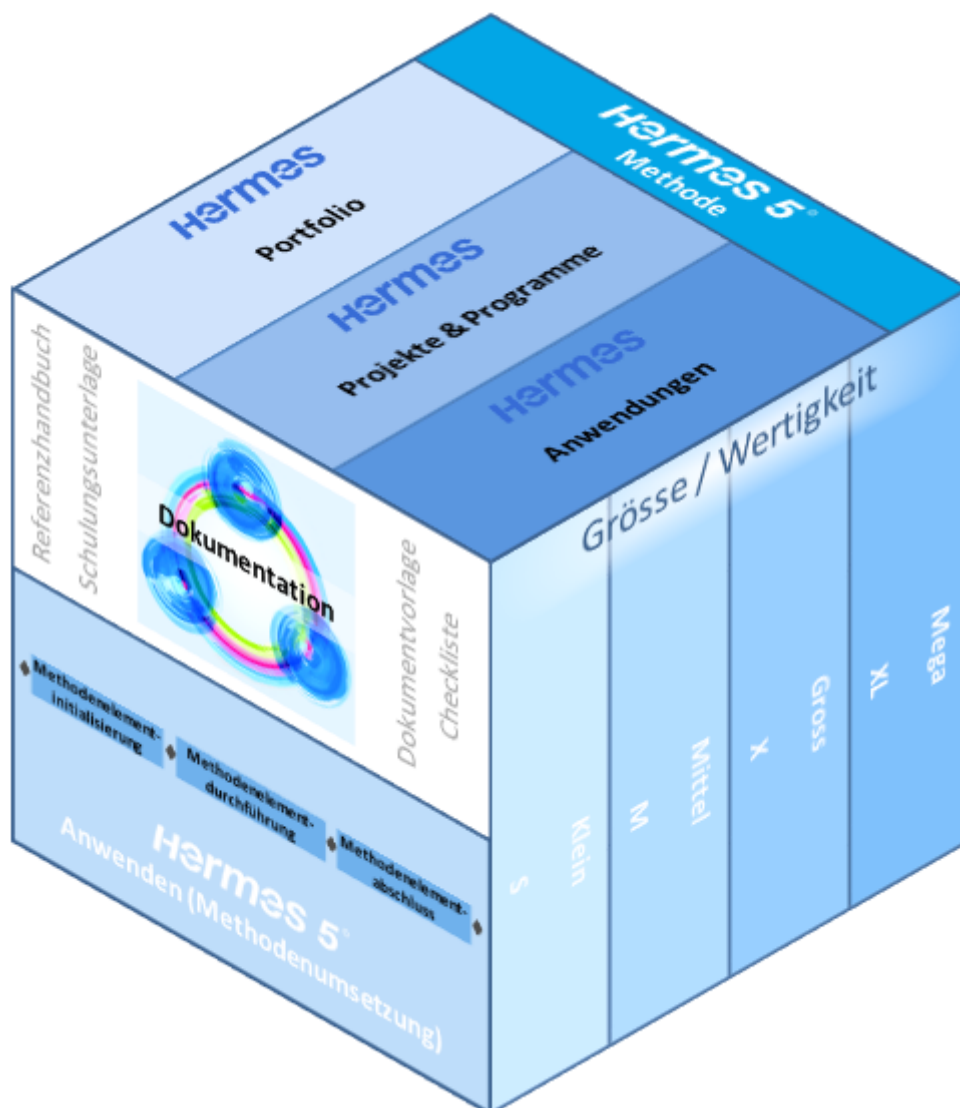 Hermes 5°
Methode
Hermes
Portfolio
Hermes
Projekte & Programme
Hermes
Anwendungen
Referenzhandbuch
Schulungsunterlage
Dokumentation
Dokumentvorlage
Checkliste
Methodenelement-
initialisierung
Methodenelement-
durchführung
Methodenelement-
abschluss
Hermes 5°
Anwenden (Methodenumsetzung)
Grösse / Wertigkeit
S
Klein
M
Mittel
X
Gross
XL
Mega